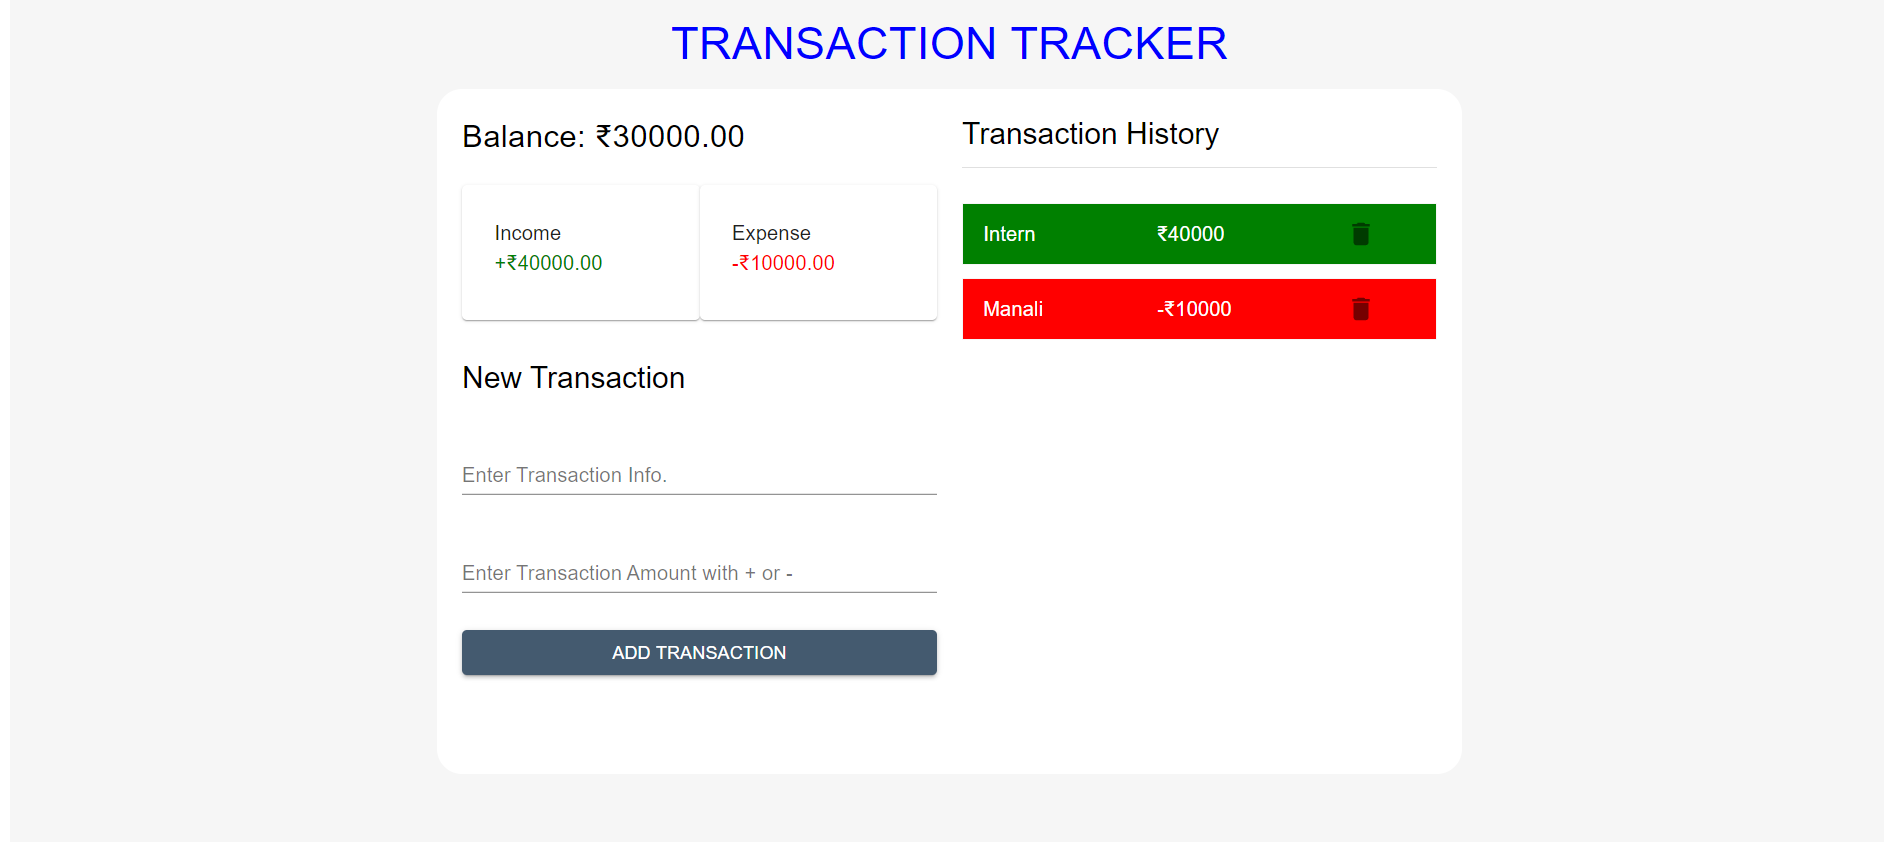 TRANSACTION TRACKER
Balance: ₹30000.00
Income
+₹40000.00
Expense
-₹10000.00
New Transaction
Enter Transaction Info.
Enter Transaction Amount with + or -
ADD TRANSACTION
Transaction History
Intern ₹40000
Manali -₹10000